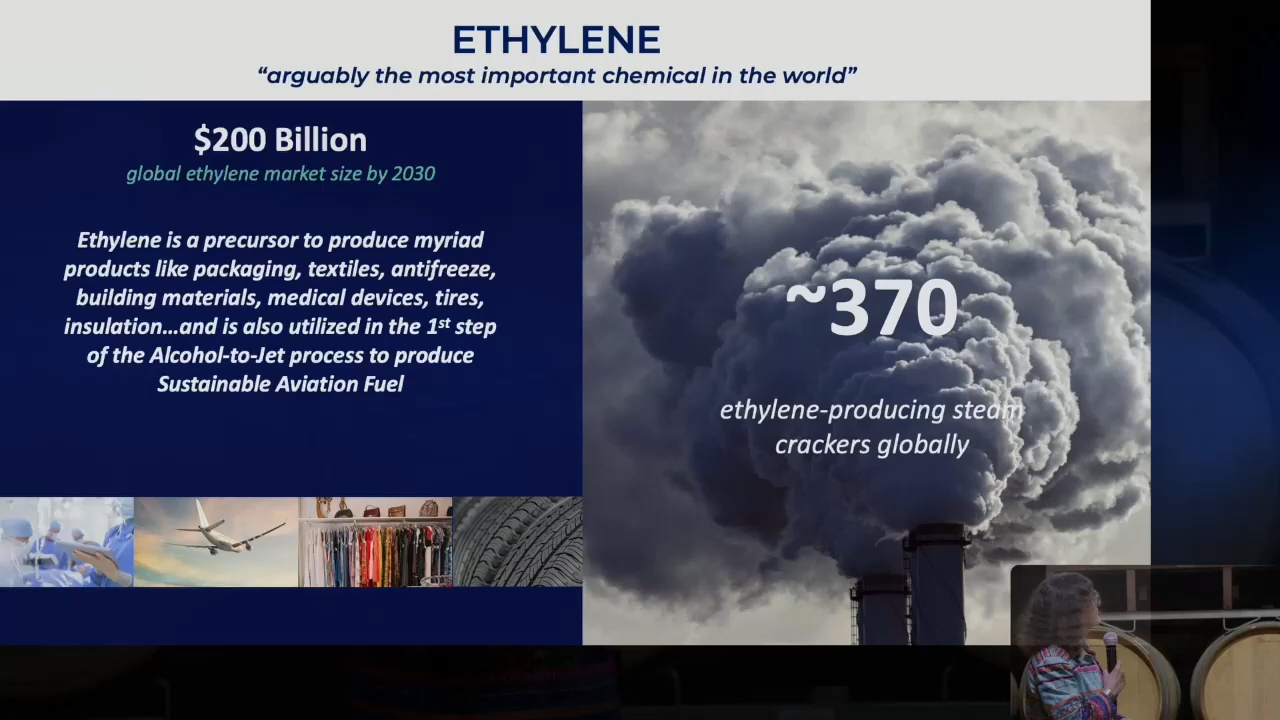 ETHYLENE
“arguably the most important chemical in the world”
$200 Billion
global ethylene market size by 2030
Ethylene is a precursor to produce myriad
products like packaging, textiles, antifreeze,
building materials, medical devices, tires,
insulation...and is also utilized in the 1st step
of the Alcohol-to-Jet process to produce
Sustainable Aviation Fuel
~370
ethylene-producing steam
crackers globally